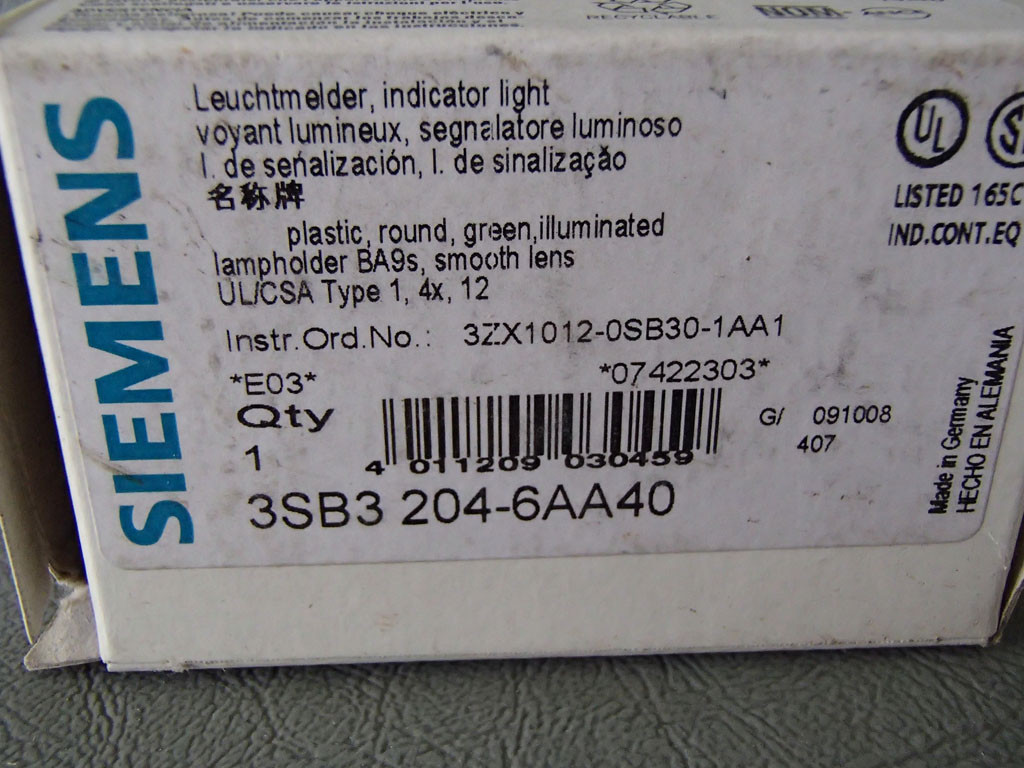 RECYCLABLE
SIEMENS
Leuchtmelder, indicator light
voyant lumineux, segnalatore luminoso
I. de señalización, I. de sinalização
名称牌
plastic, round, green,illuminated
lampholder BA9s, smooth lens
UL/CSA Type 1, 4x, 12
Instr.Ord.No.: 3ZX1012-0SB30-1AA1
*E03* *07422303*
Qty
1
4 011209 030459
3SB3 204-6AA40
G/ 091008
407
UL
LISTED 165C
IND.CONT.EQ
Made in Germany
HECHO EN ALEMANIA